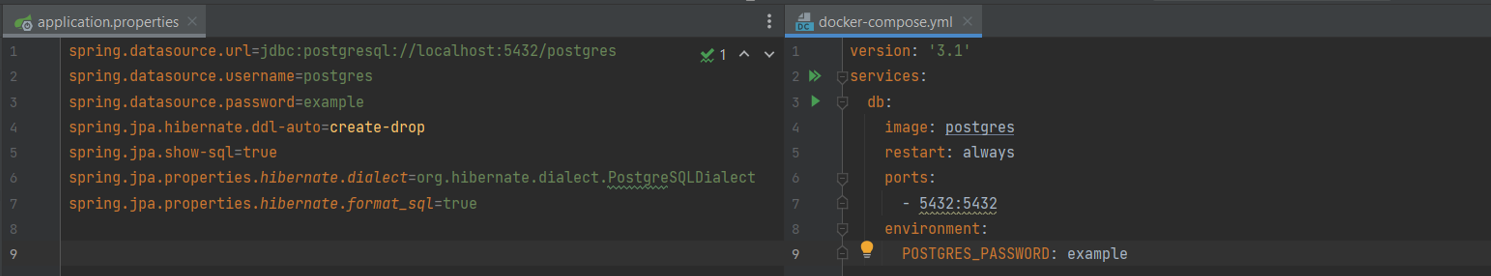 application.properties
1 spring.datasource.url=jdbc:postgresql://localhost:5432/postgres
2 spring.datasource.username=postgres
3 spring.datasource.password=example
4 spring.jpa.hibernate.ddl-auto=create-drop
5 spring.jpa.show-sql=true
6 spring.jpa.properties.hibernate.dialect=org.hibernate.dialect.PostgreSQLDialect
7 spring.jpa.properties.hibernate.format_sql=true
8
9
1
DC
docker-compose.yml
1 version: '3.1'
2 services:
3   db:
4     image: postgres
5     restart: always
6     ports:
7       - 5432:5432
8     environment:
9       POSTGRES_PASSWORD: example